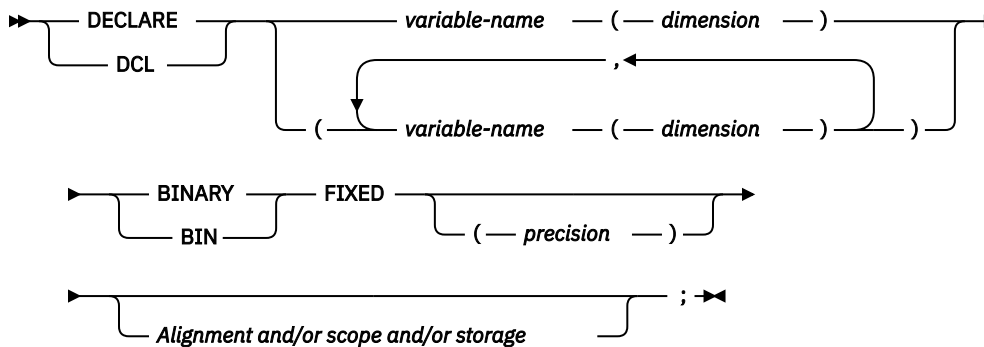 DECLARE variable-name ( dimension )
DCL ,
( variable-name ( dimension ) )
BINARY FIXED
BIN ( precision )
;
Alignment and/or scope and/or storage